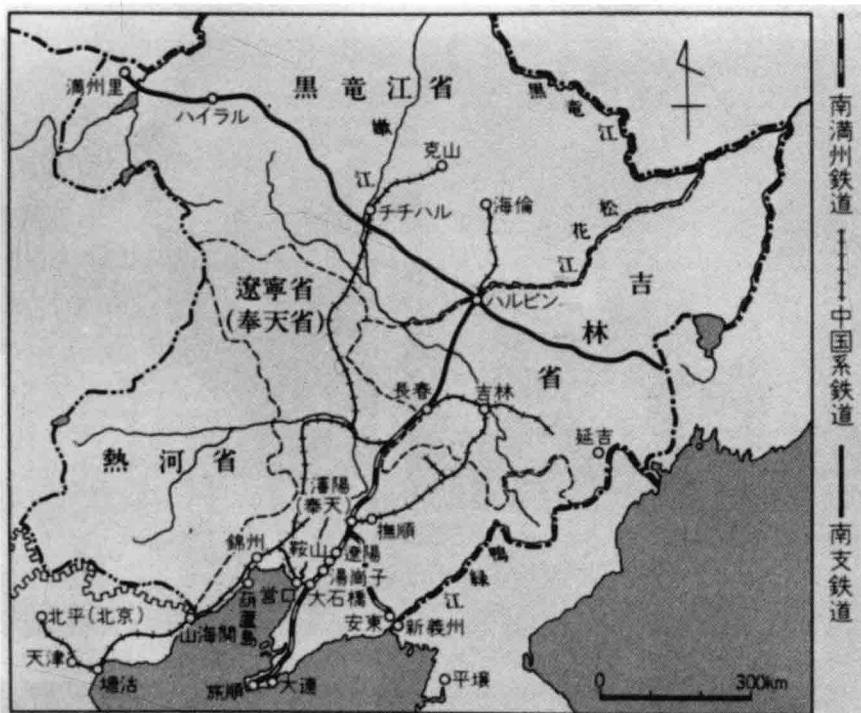 満州里
ハイラル
黒竜江省
嫩江
克山
チチハル
海倫
黒竜江
松花江
ハルビン
吉林省
遼寧省
(奉天省)
長春
吉林
延吉
熱河省
瀋陽
(奉天)
撫順
錦州
鞍山
遼陽
湯崗子
営口
大石橋
葫蘆島
鴨緑江
安東
新義州
山海関
北平(北京)
天津
塘沽
旅順
大連
平壌
0
300km
南満州鉄道
中国系鉄道
南支鉄道